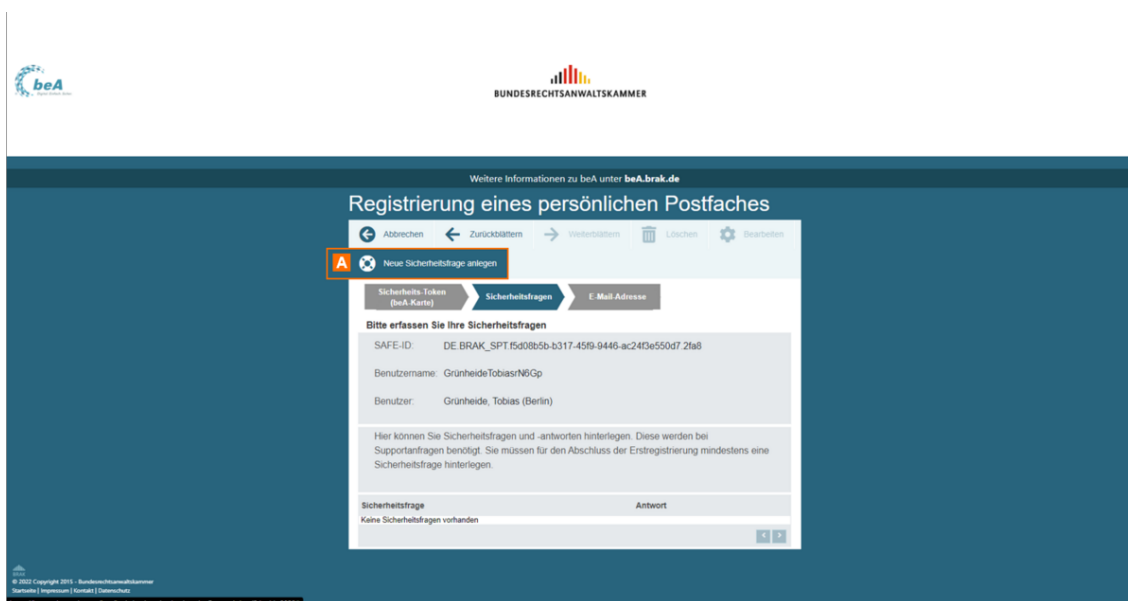 beA
BUNDESRECHTSANWALTSKAMMER
Weitere Informationen zu beA unter beA.brak.de
Registrierung eines persönlichen Postfaches
Abbrechen Zurückblättern Weiterblättern Löschen Bearbeiten
A Neue Sicherheitsfrage anlegen
Sicherheits-Token
(beA-Karte)
Sicherheitsfragen
E-Mail-Adresse
Bitte erfassen Sie Ihre Sicherheitsfragen
SAFE-ID: DE.BRAK_SPT.f5d08b5b-b317-45f9-9446-ac24f3e550d7.2fa8
Benutzername: GrünheideTobiasrN6Gp
Benutzer: Grünheide, Tobias (Berlin)
Hier können Sie Sicherheitsfragen und -antworten hinterlegen. Diese werden bei
Supportanfragen benötigt. Sie müssen für den Abschluss der Erstregistrierung mindestens eine
Sicherheitsfrage hinterlegen.
Sicherheitsfrage Antwort
Keine Sicherheitsfragen vorhanden
© 2022 Copyright 2015 - Bundesrechtsanwaltskammer
Startseite | Impressum | Kontakt | Datenschutz